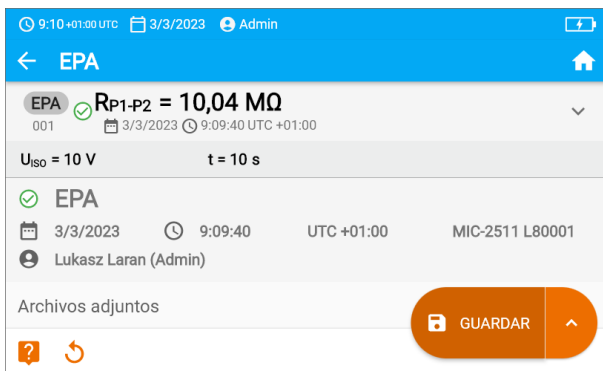 9:10 +01:00 UTC 3/3/2023 Admin
EPA
EPA RP1-P2 = 10,04 MΩ
001 3/3/2023 9:09:40 UTC +01:00
UISO = 10 V t = 10 s
EPA
3/3/2023 9:09:40 UTC +01:00 MIC-2511 L80001
Lukasz Laran (Admin)
Archivos adjuntos
GUARDAR